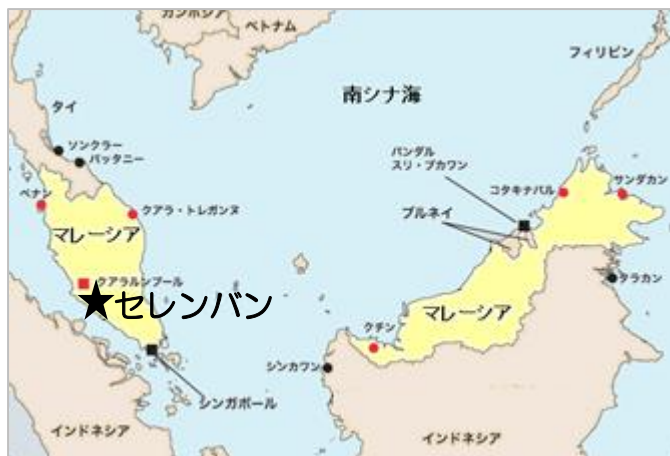 カンボジア
ベトナム
フィリピン
南シナ海
タイ
ソンクラー
パッタニー
バンダル
スリ・ブカワン
コタキナバル
サンダカン
ペナン
クアラ・トレガンヌ
ブルネイ
マレーシア
クアラルンプール
★セレンバン
タラカン
マレーシア
クチン
シンカワン
シンガポール
インドネシア
インドネシア